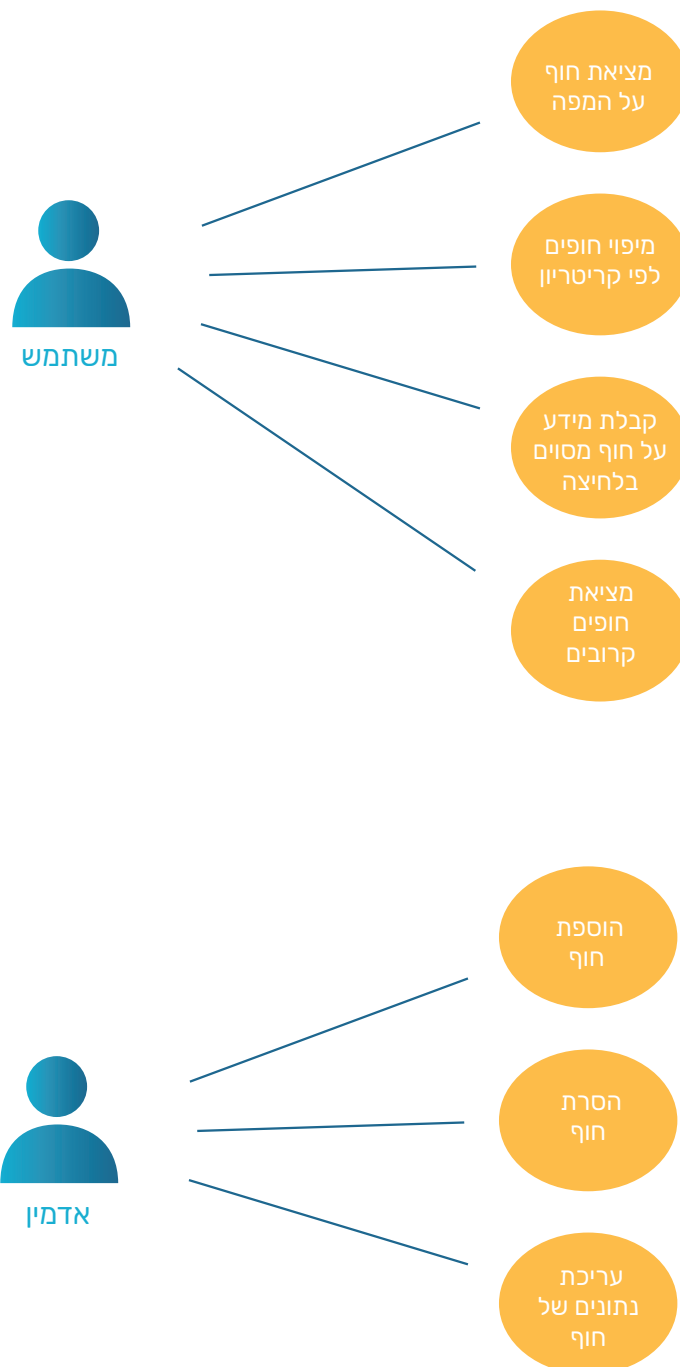 מציאת חוף
על המפה
מיפוי חופים
לפי קריטריון
משתמש
קבלת מידע
על חוף מסוים
בלחיצה
מציאת
חופים
קרובים
הוספת
חוף
הסרת
חוף
אדמין
עריכת
נתונים של
חוף